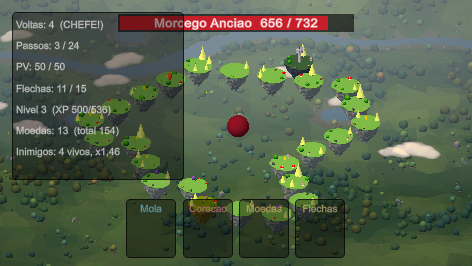 Morcego Anciao 656 / 732
Voltas: 4 (CHEFE!)
Passos: 3 / 24
PV: 50 / 50
Flechas: 11 / 15
Nivel 3 (XP 500/536)
Moedas: 13 (total 154)
Inimigos: 4 vivos, x1,46
Mola
Coracao
Moedas
Flechas